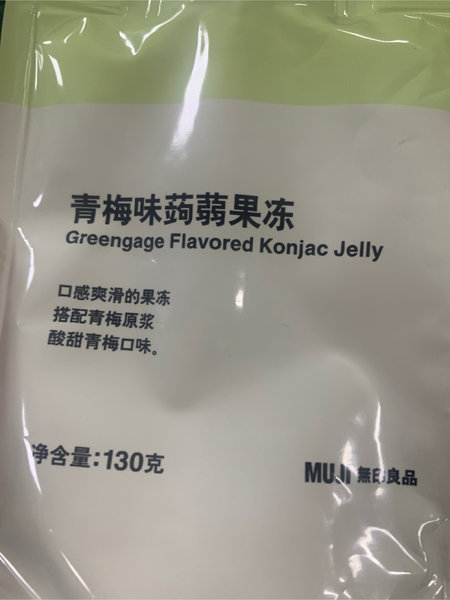 青梅味蒟蒻果冻
Greengage Flavored Konjac Jelly
口感爽滑的果冻
搭配青梅原浆
酸甜青梅口味。
净含量:130克
MUJI 無印良品